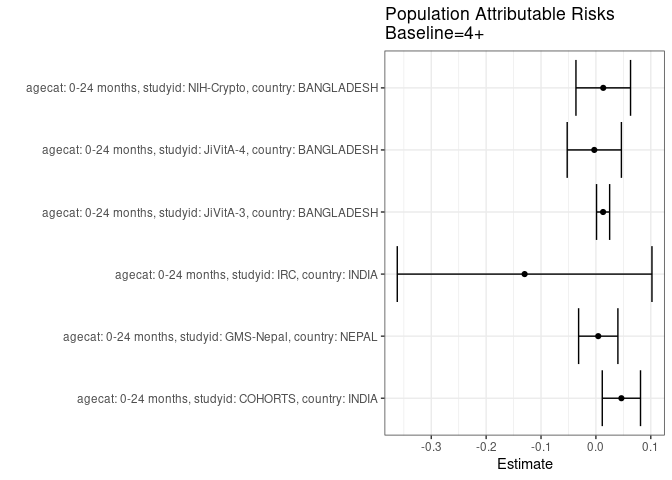 Population Attributable Risks
Baseline=4+
agecat: 0-24 months, studyid: NIH-Crypto, country: BANGLADESH
agecat: 0-24 months, studyid: JiVitA-4, country: BANGLADESH
agecat: 0-24 months, studyid: JiVitA-3, country: BANGLADESH
agecat: 0-24 months, studyid: IRC, country: INDIA
agecat: 0-24 months, studyid: GMS-Nepal, country: NEPAL
agecat: 0-24 months, studyid: COHORTS, country: INDIA
-0.3 -0.2 -0.1 0.0 0.1
Estimate